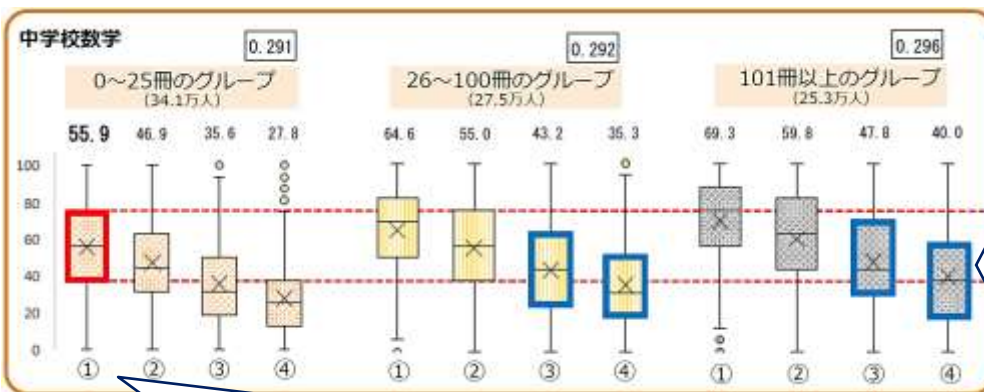 中学校数学
0.291
0.292
0.296
0～25冊のグループ
(34.1万人)
26～100冊のグループ
(27.5万人)
101冊以上のグループ
(25.3万人)
55.9 46.9 35.6 27.8
64.6 55.0 43.2 35.3
69.3 59.8 47.8 40.0
100
80
60
40
20
0
① ② ③ ④
① ② ③ ④
① ② ③ ④